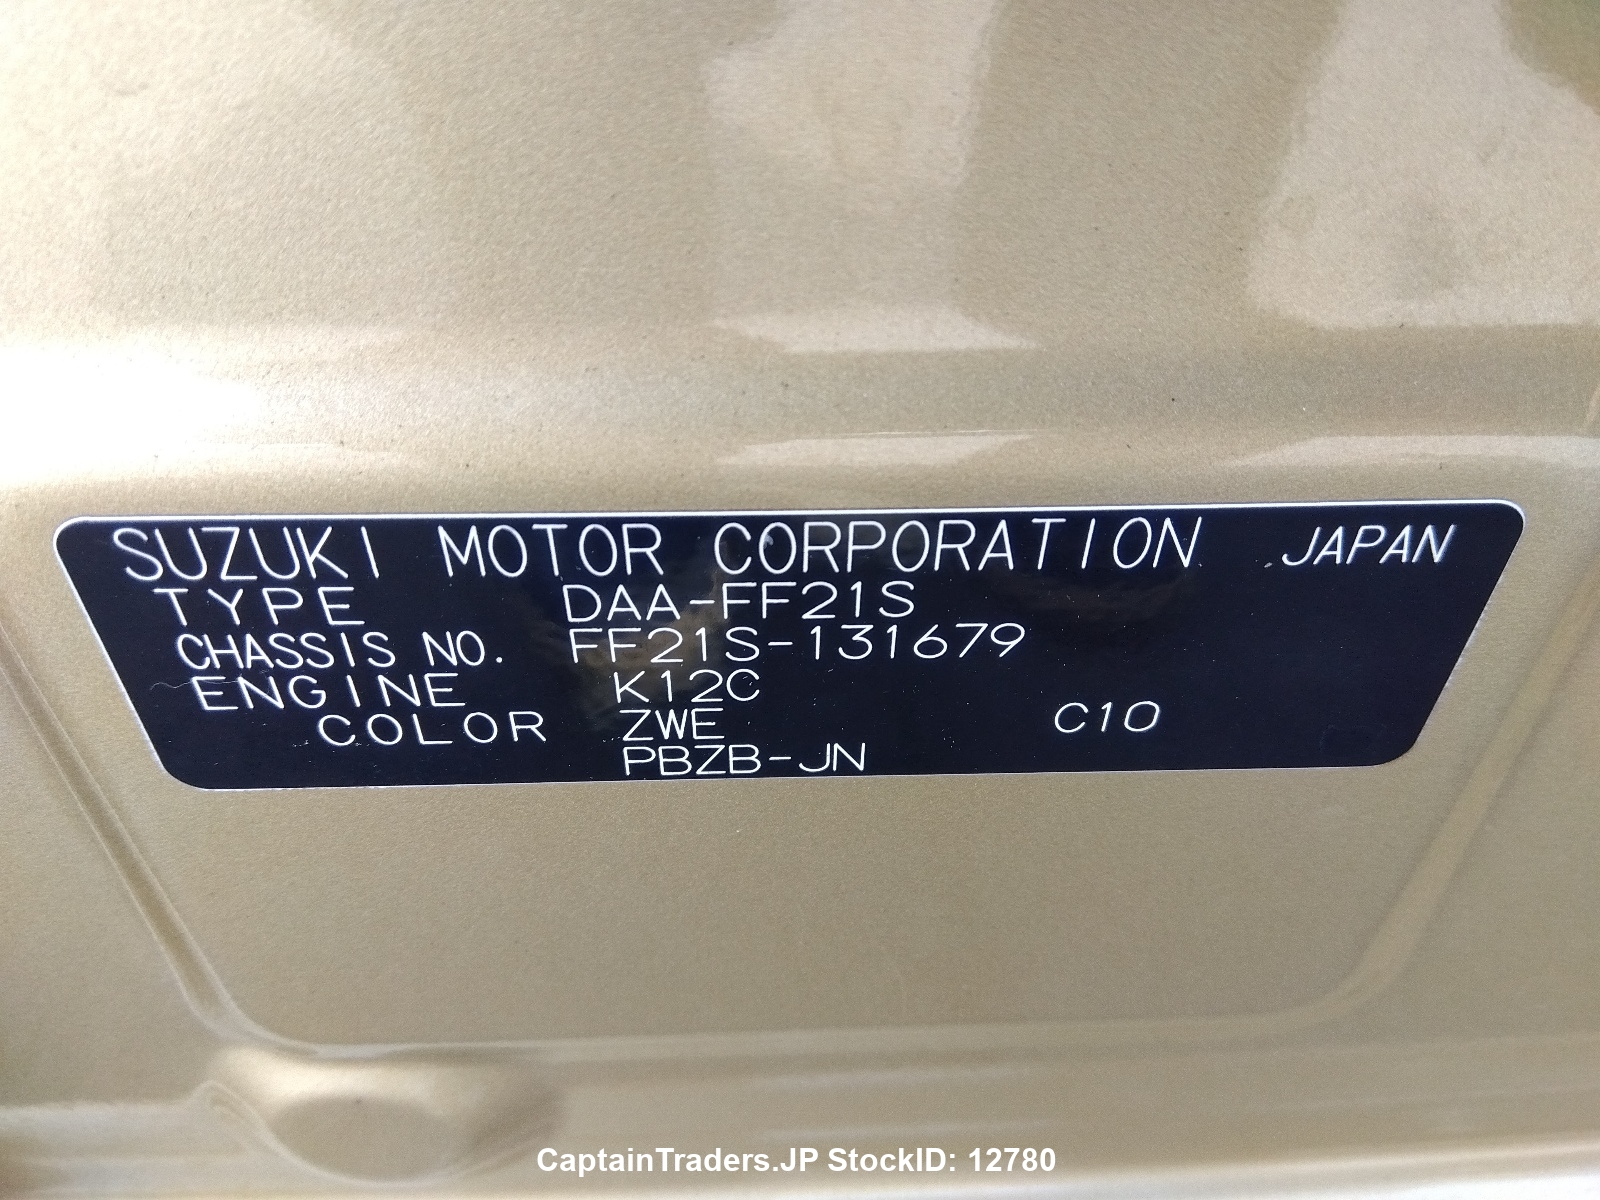 SUZUKI MOTOR CORPORATION JAPAN
TYPE DAA-FF21S
CHASSIS NO. FF21S-131679
ENGINE K12C
COLOR ZWE C10
PBZB-JN
CaptainTraders.JP StockID: 12780